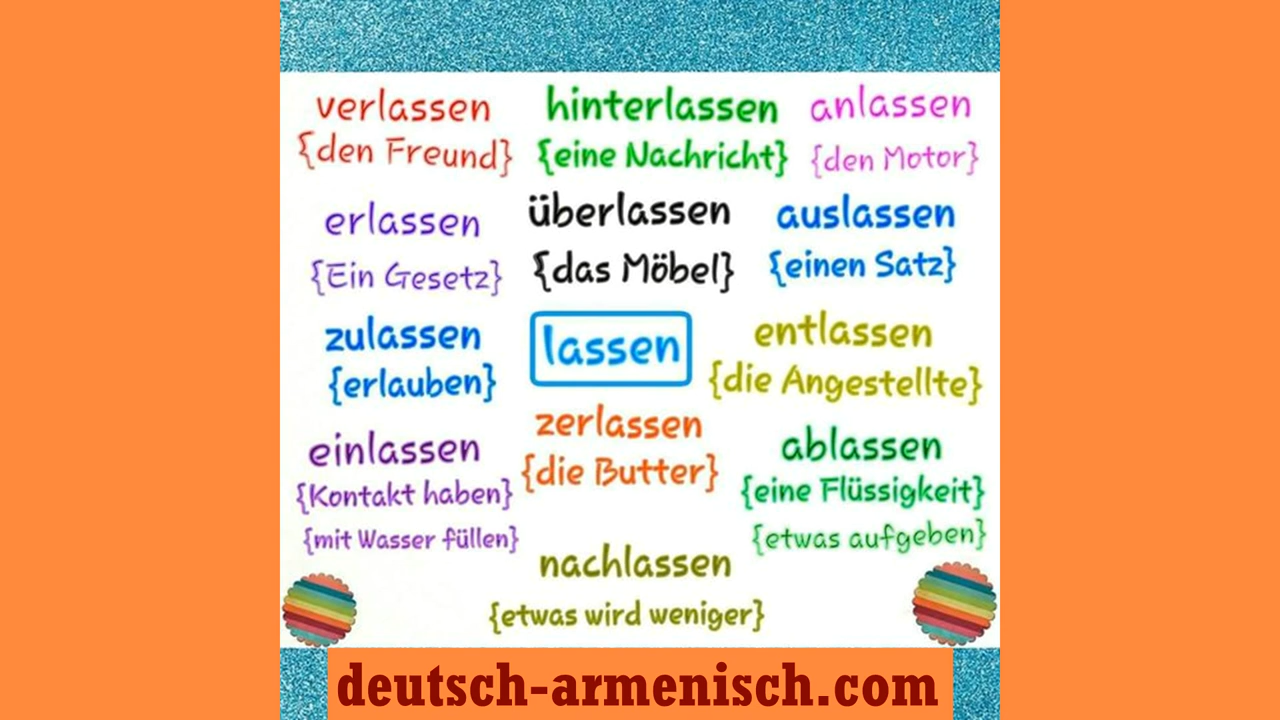 verlassen
{den Freund}
hinterlassen
{eine Nachricht}
anlassen
{den Motor}
erlassen
{Ein Gesetz}
überlassen
{das Möbel}
auslassen
{einen Satz}
zulassen
{erlauben}
lassen
entlassen
{die Angestellte}
einlassen
{Kontakt haben}
{mit Wasser füllen}
zerlassen
{die Butter}
ablassen
{eine Flüssigkeit}
{etwas aufgeben}
nachlassen
{etwas wird weniger}
deutsch-armenisch.com